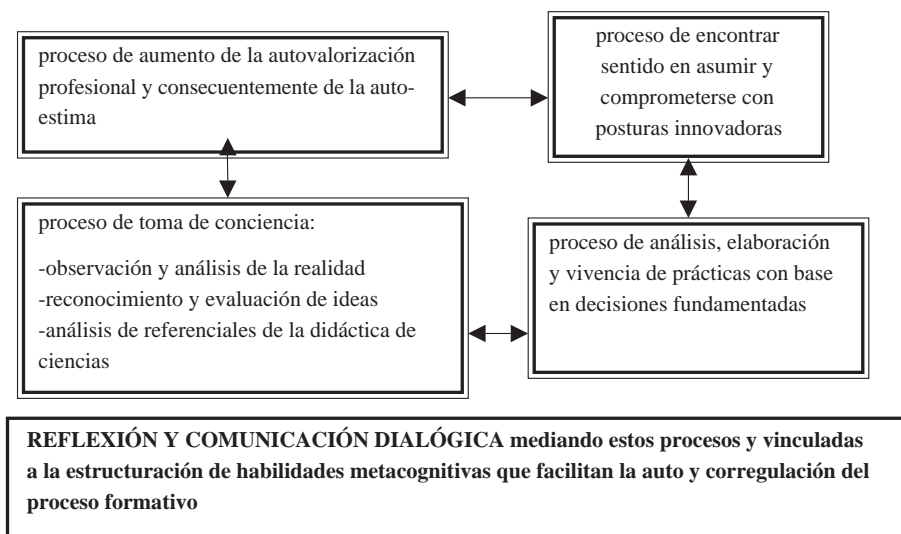 proceso de aumento de la autovalorización
profesional y consecuentemente de la auto-
estima
proceso de encontrar
sentido en asumir y
comprometerse con
posturas innovadoras
proceso de toma de conciencia:
-observación y análisis de la realidad
-reconocimiento y evaluación de ideas
-análisis de referenciales de la didáctica de
ciencias
proceso de análisis, elaboración
y vivencia de prácticas con base
en decisiones fundamentadas
REFLEXIÓN Y COMUNICACIÓN DIALÓGICA mediando estos procesos y vinculadas
a la estructuración de habilidades metacognitivas que facilitan la auto y corregulación del
proceso formativo